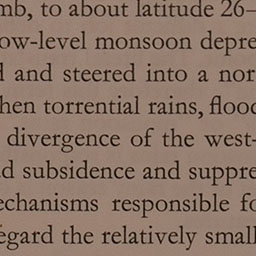 mb, to about latitude 26–
ow-level monsoon depre
d and steered into a nor
hen torrential rains, flood
divergence of the west-
d subsidence and suppre
echanisms responsible fo
egard the relatively small